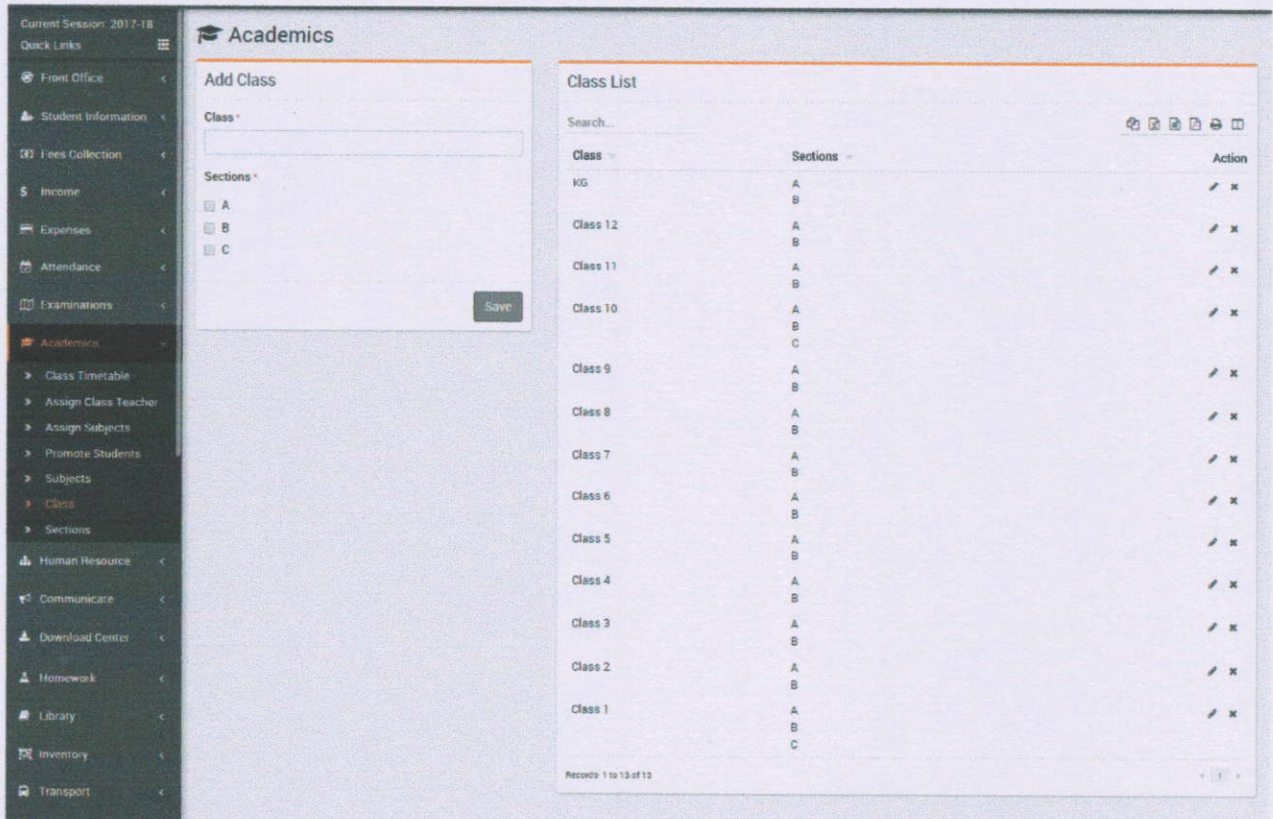 Current Session: 2017-18
Quick Links
Front Office
Student Information
Fees Collection
$ Income
Expenses
Attendance
Examinations
Academics
Class Timetable
Assign Class Teacher
Assign Subjects
Promote Students
Subjects
Class
Sections
Human Resource
Communicate
Download Center
Homework
Library
Inventory
Transport
Academics
Add Class
Class *
Sections *
A
B
C
Save
Class List
Search...
Class Sections Action
KG A
B
Class 12 A
B
Class 11 A
B
Class 10 A
B
C
Class 9 A
B
Class 8 A
B
Class 7 A
B
Class 6 A
B
Class 5 A
B
Class 4 A
B
Class 3 A
B
Class 2 A
B
Class 1 A
B
C
Records: 1 to 13 of 13
1